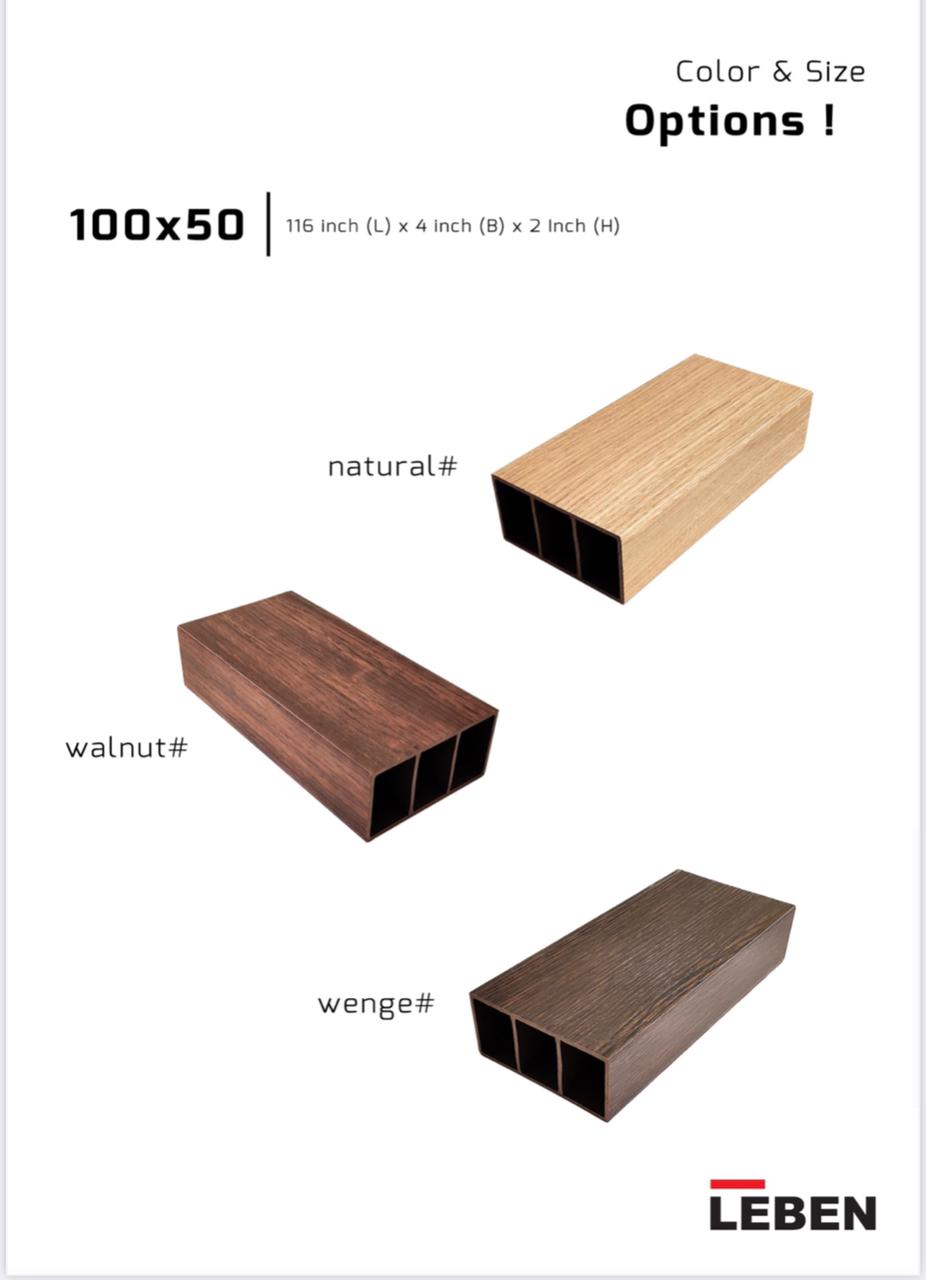 Color & Size
Options !
100x50
116 inch (L) x 4 inch (B) x 2 Inch (H)
natural#
walnut#
wenge#
LEBEN